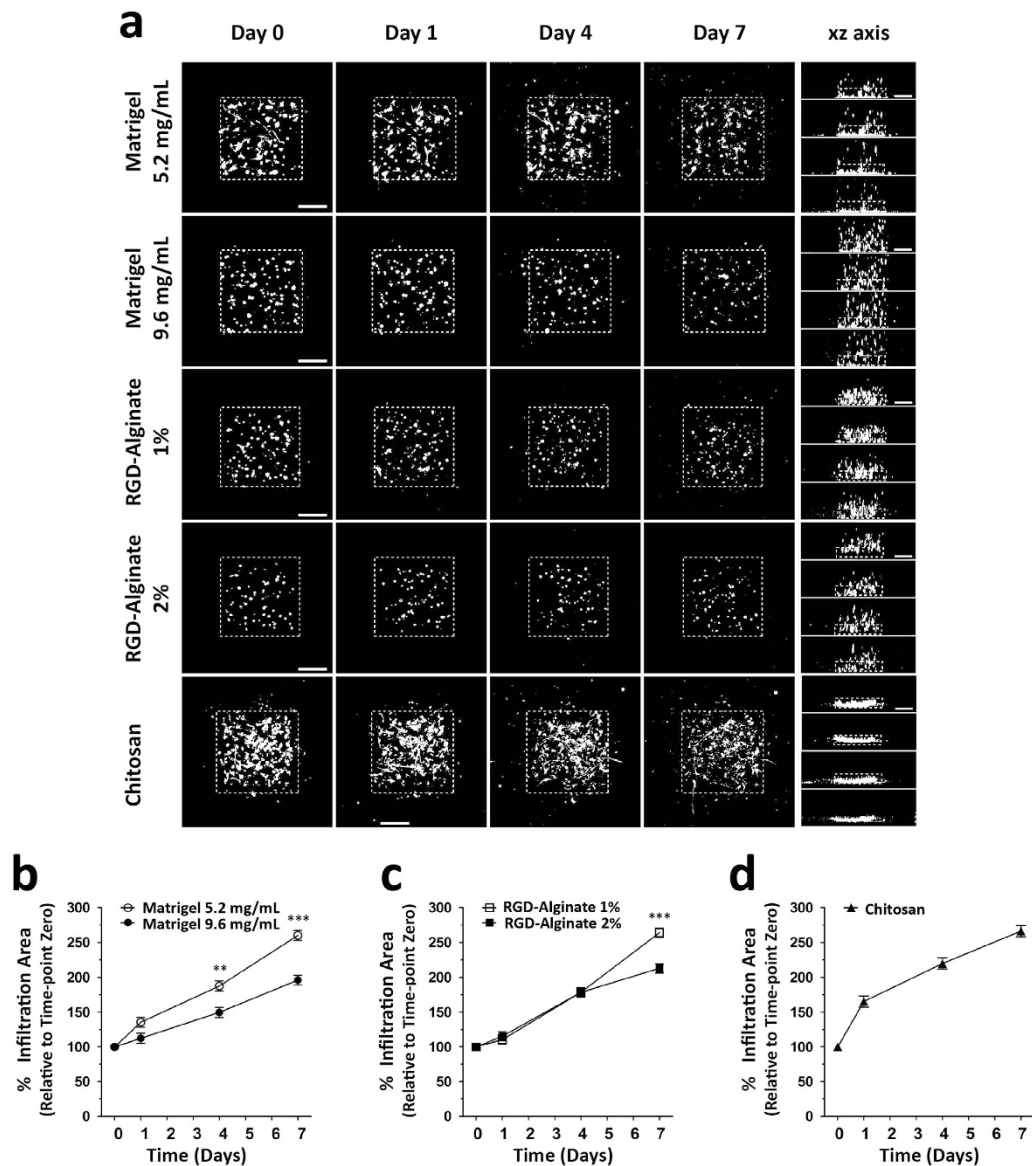 a
Day 0 Day 1 Day 4 Day 7 xz axis
Matrigel
5.2 mg/mL
Matrigel
9.6 mg/mL
RGD-Alginate
1%
RGD-Alginate
2%
Chitosan
b
% Infiltration Area
(Relative to Time-point Zero)
300
250
200
150
100
50
0
Matrigel 5.2 mg/mL
Matrigel 9.6 mg/mL
**
***
0 1 2 3 4 5 6 7
Time (Days)
c
% Infiltration Area
(Relative to Time-point Zero)
300
250
200
150
100
50
0
RGD-Alginate 1%
RGD-Alginate 2%
***
0 1 2 3 4 5 6 7
Time (Days)
d
% Infiltration Area
(Relative to Time-point Zero)
300
250
200
150
100
50
0
Chitosan
0 1 2 3 4 5 6 7
Time (Days)